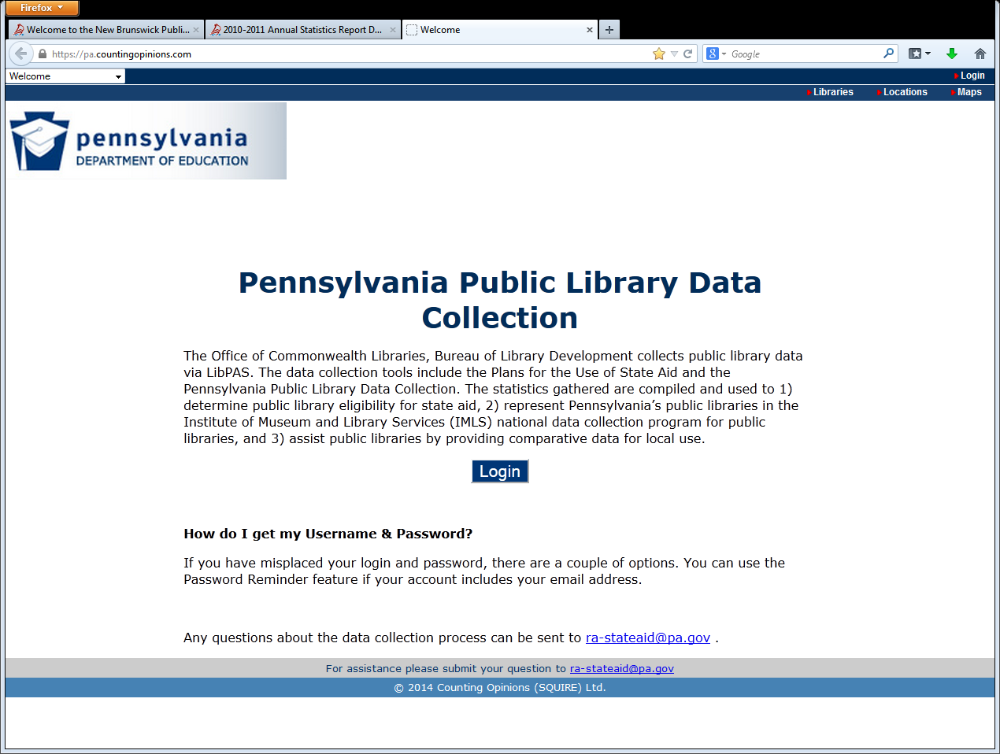 Firefox
Welcome to the New Brunswick Publi...
2010-2011 Annual Statistics Report D...
Welcome
https://pa.countingopinions.com
Google
Welcome
Login
Libraries
Locations
Maps
pennsylvania
DEPARTMENT OF EDUCATION
Pennsylvania Public Library Data
Collection
The Office of Commonwealth Libraries, Bureau of Library Development collects public library data
via LibPAS. The data collection tools include the Plans for the Use of State Aid and the
Pennsylvania Public Library Data Collection. The statistics gathered are compiled and used to 1)
determine public library eligibility for state aid, 2) represent Pennsylvania’s public libraries in the
Institute of Museum and Library Services (IMLS) national data collection program for public
libraries, and 3) assist public libraries by providing comparative data for local use.
Login
How do I get my Username & Password?
If you have misplaced your login and password, there are a couple of options. You can use the
Password Reminder feature if your account includes your email address.
Any questions about the data collection process can be sent to ra-stateaid@pa.gov .
For assistance please submit your question to ra-stateaid@pa.gov
© 2014 Counting Opinions (SQUIRE) Ltd.